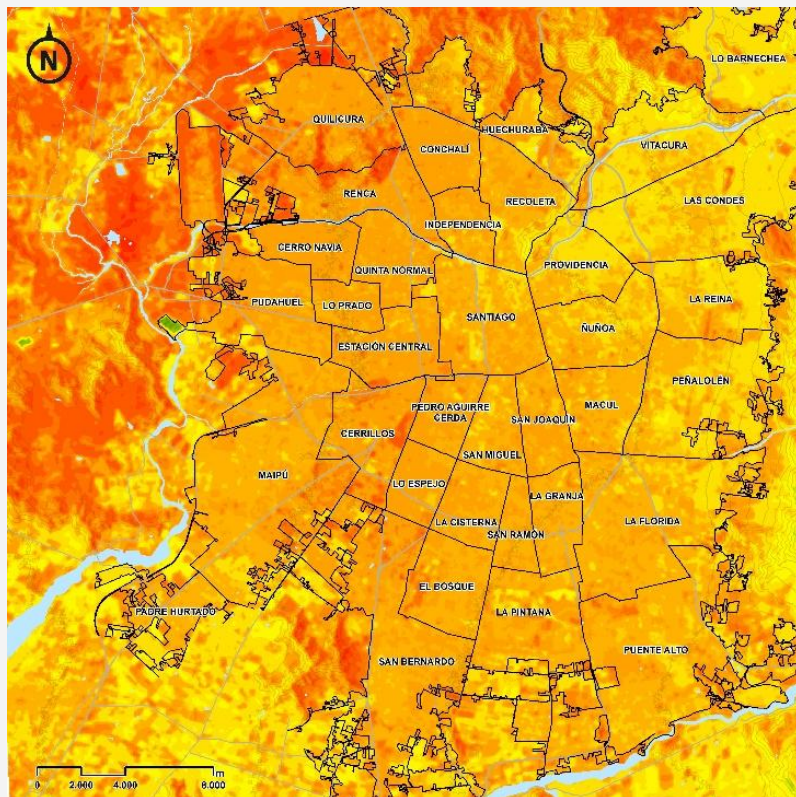 N
LO BARNECHEA
QUILICURA
HUECHURABA
CONCHALÍ
VITACURA
RENCA
RECOLETA
LAS CONDES
INDEPENDENCIA
CERRO NAVIA
QUINTA NORMAL
PROVIDENCIA
PUDAHUEL
LO PRADO
LA REINA
SANTIAGO
ÑUÑOA
ESTACIÓN CENTRAL
PEÑALOLÉN
PEDRO AGUIRRE
CERDA
MACUL
SAN JOAQUÍN
CERRILLOS
SAN MIGUEL
MAIPÚ
LO ESPEJO
LA GRANJA
LA CISTERNA
LA FLORIDA
SAN RAMÓN
EL BOSQUE
PADRE HURTADO
LA PINTANA
PUENTE ALTO
SAN BERNARDO
0 2.000 4.000 8.000 m